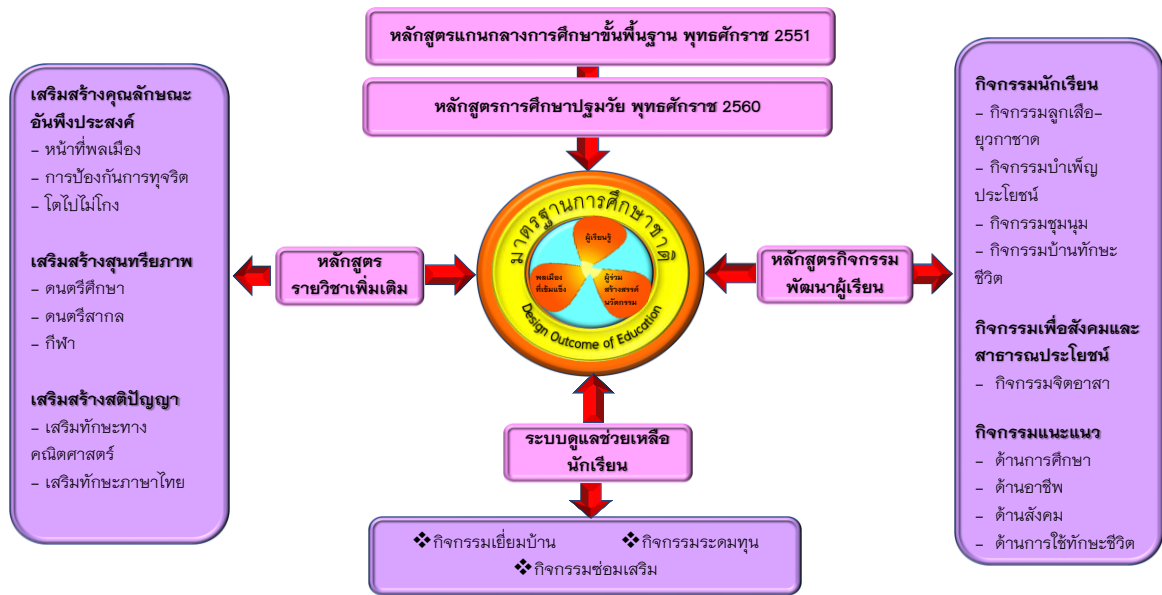 หลักสูตรแกนกลางการศึกษาขั้นพื้นฐาน พุทธศักราช 2551
หลักสูตรการศึกษาปฐมวัย พุทธศักราช 2560
เสริมสร้างคุณลักษณะ
อันพึงประสงค์
– หน้าที่พลเมือง
– การป้องกันการทุจริต
– โตไปไม่โกง
เสริมสร้างสุนทรียภาพ
– ดนตรีศึกษา
– ดนตรีสากล
– กีฬา
เสริมสร้างสติปัญญา
– เสริมทักษะทาง
คณิตศาสตร์
– เสริมทักษะภาษาไทย
หลักสูตร
รายวิชาเพิ่มเติม
มาตรฐานการศึกษาชาติ
ผู้เรียนรู้
พลเมือง
ที่เข้มแข็ง
ผู้ร่วม
สร้างสรรค์
นวัตกรรม
Design Outcome of Education
หลักสูตรกิจกรรม
พัฒนาผู้เรียน
กิจกรรมนักเรียน
– กิจกรรมลูกเสือ–
ยุวกาชาด
– กิจกรรมบำเพ็ญ
ประโยชน์
– กิจกรรมชุมนุม
– กิจกรรมบ้านทักษะ
ชีวิต
กิจกรรมเพื่อสังคมและ
สาธารณประโยชน์
– กิจกรรมจิตอาสา
กิจกรรมแนะแนว
– ด้านการศึกษา
– ด้านอาชีพ
– ด้านสังคม
– ด้านการใช้ทักษะชีวิต
ระบบดูแลช่วยเหลือ
นักเรียน
❖กิจกรรมเยี่ยมบ้าน ❖กิจกรรมระดมทุน
❖กิจกรรมซ่อมเสริม